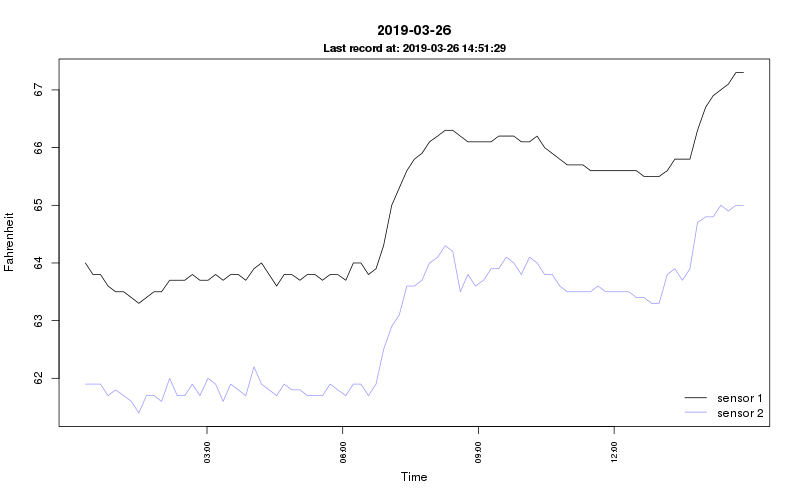 2019-03-26
Last record at: 2019-03-26 14:51:29
Fahrenheit
67
66
65
64
63
62
sensor 1
sensor 2
03:00
06:00
09:00
12:00
Time